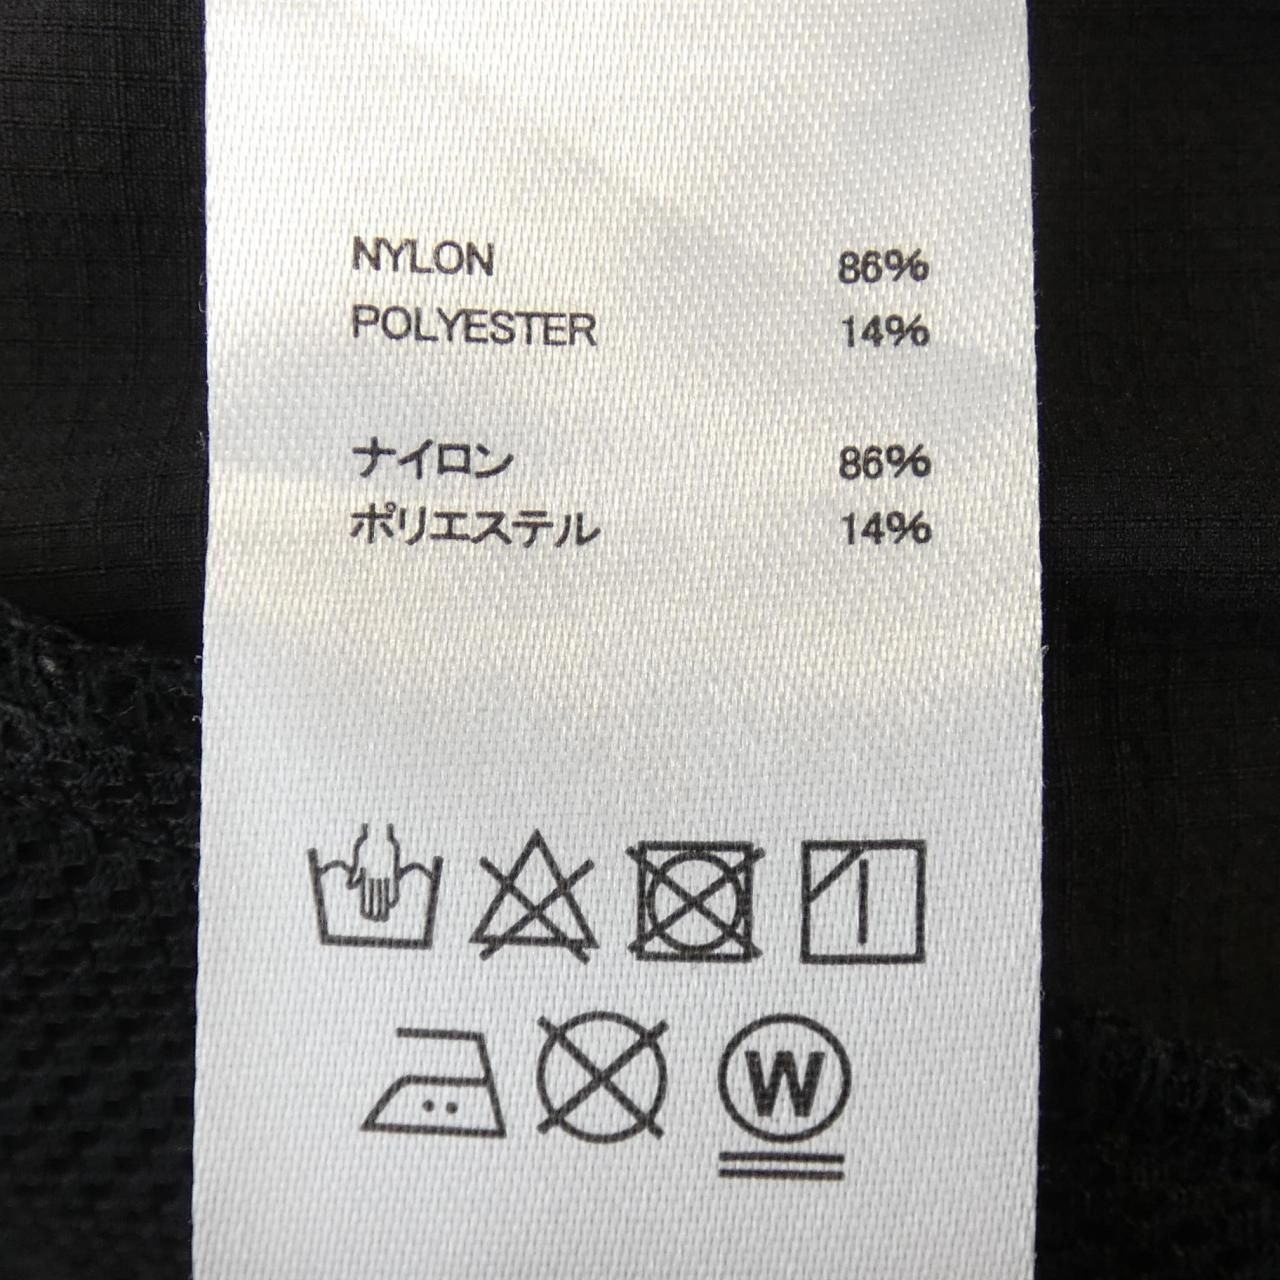 NYLON 86%
POLYESTER 14%
ナイロン 86%
ポリエステル 14%
W